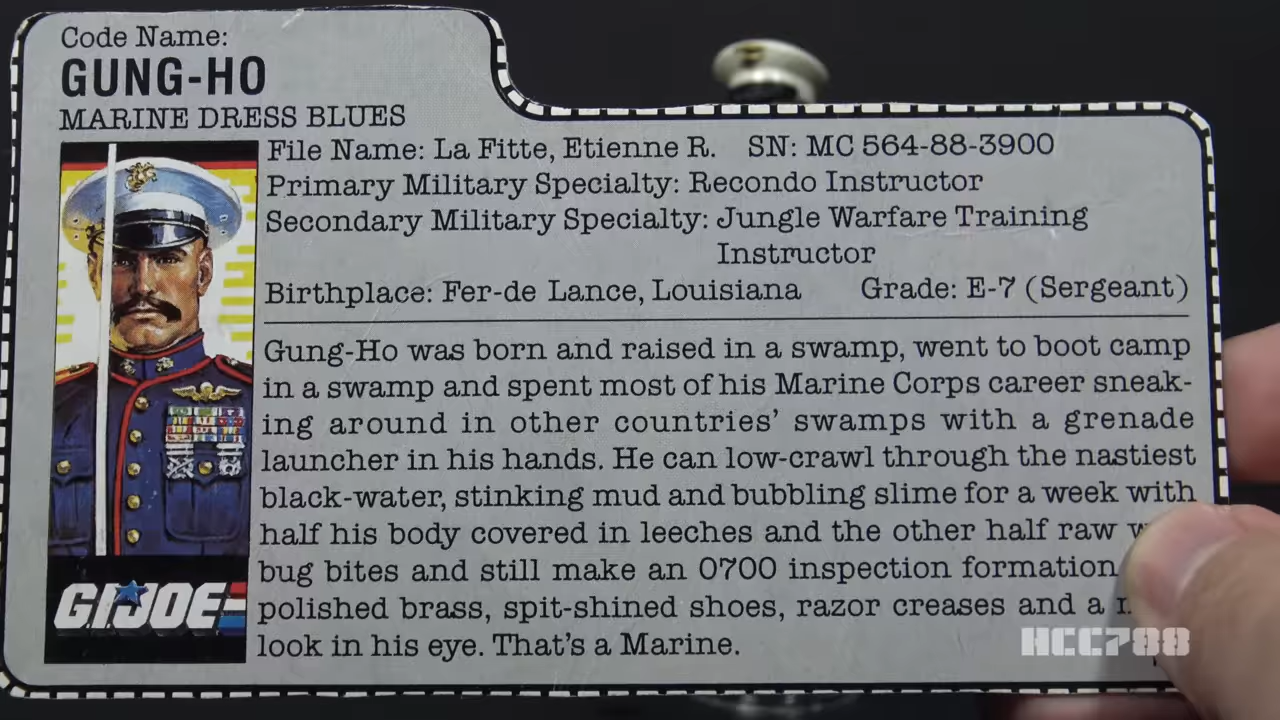 Code Name:
GUNG-HO
MARINE DRESS BLUES
File Name: La Fitte, Etienne R. SN: MC 564-88-3900
Primary Military Specialty: Recondo Instructor
Secondary Military Specialty: Jungle Warfare Training
Instructor
Birthplace: Fer-de Lance, Louisiana Grade: E-7 (Sergeant)
Gung-Ho was born and raised in a swamp, went to boot camp
in a swamp and spent most of his Marine Corps career sneak-
ing around in other countries' swamps with a grenade
launcher in his hands. He can low-crawl through the nastiest
black-water, stinking mud and bubbling slime for a week with
half his body covered in leeches and the other half raw
bug bites and still make an 0700 inspection formation
polished brass, spit-shined shoes, razor creases and a
look in his eye. That's a Marine.
G.I. JOE
HCC788